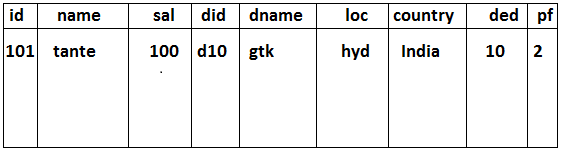 id name sal did dname loc country ded pf
101 tante 100 d10 gtk hyd India 10 2